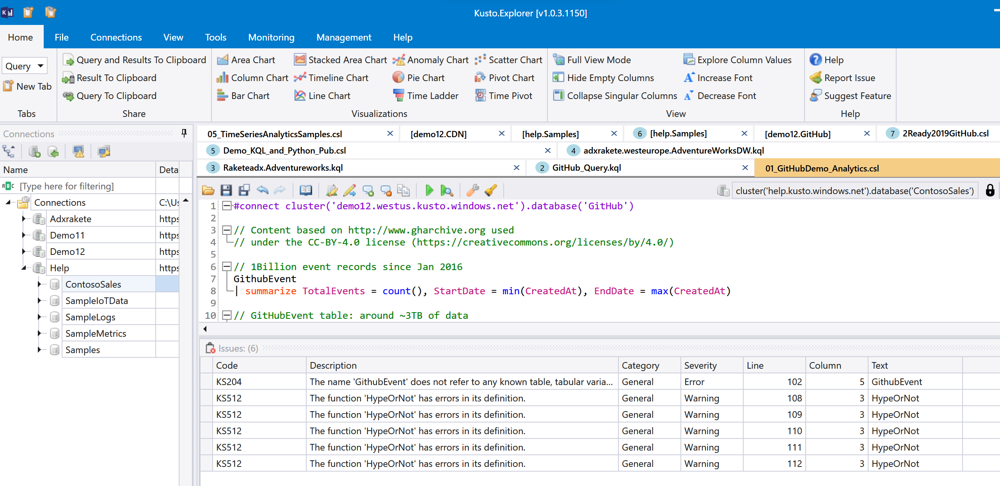 Kusto.Explorer [v1.0.3.1150]
Home File Connections View Tools Monitoring Management Help
Query
New Tab
Tabs
Query and Results To Clipboard
Result To Clipboard
Query To Clipboard
Share
Area Chart Stacked Area Chart Anomaly Chart Scatter Chart
Column Chart Timeline Chart Pie Chart Pivot Chart
Bar Chart Line Chart Time Ladder Time Pivot
Visualizations
Full View Mode Explore Column Values
Hide Empty Columns Increase Font
Collapse Singular Columns Decrease Font
View
Help
Report Issue
Suggest Feature
Help
Connections
Name Deta
[Type here for filtering]
Connections C:\Us
Adxrakete https
Demo11 https
Demo12 https
Help https
ContosoSales
SampleIoTData
SampleLogs
SampleMetrics
Samples
05_TimeSeriesAnalyticsSamples.csl [demo12.CDN] [help.Samples] 6 [help.Samples] [demo12.GitHub] 7 2Ready2019GitHub.csl
5 Demo_KQL_and_Python_Pub.csl 4 adxrakete.westeurope.AdventureWorksDW.kql
3 Raketeadx.Adventureworks.kql 2 GitHub_Query.kql 01_GitHubDemo_Analytics.csl
cluster('help.kusto.windows.net').database('ContosoSales')
1 #connect cluster('demo12.westus.kusto.windows.net').database('GitHub')
2
3 // Content based on http://www.gharchive.org used
4 // under the CC-BY-4.0 license (https://creativecommons.org/licenses/by/4.0/)
5
6 // 1Billion event records since Jan 2016
7 GithubEvent
8 | summarize TotalEvents = count(), StartDate = min(CreatedAt), EndDate = max(CreatedAt)
9
10 // GitHubEvent table: around ~3TB of data
Issues: (6)
Code Description Category Severity Line Column Text
KS204 The name 'GithubEvent' does not refer to any known table, tabular varia... General Error 102 5 GithubEvent
KS512 The function 'HypeOrNot' has errors in its definition. General Warning 108 3 HypeOrNot
KS512 The function 'HypeOrNot' has errors in its definition. General Warning 109 3 HypeOrNot
KS512 The function 'HypeOrNot' has errors in its definition. General Warning 110 3 HypeOrNot
KS512 The function 'HypeOrNot' has errors in its definition. General Warning 111 3 HypeOrNot
KS512 The function 'HypeOrNot' has errors in its definition. General Warning 112 3 HypeOrNot